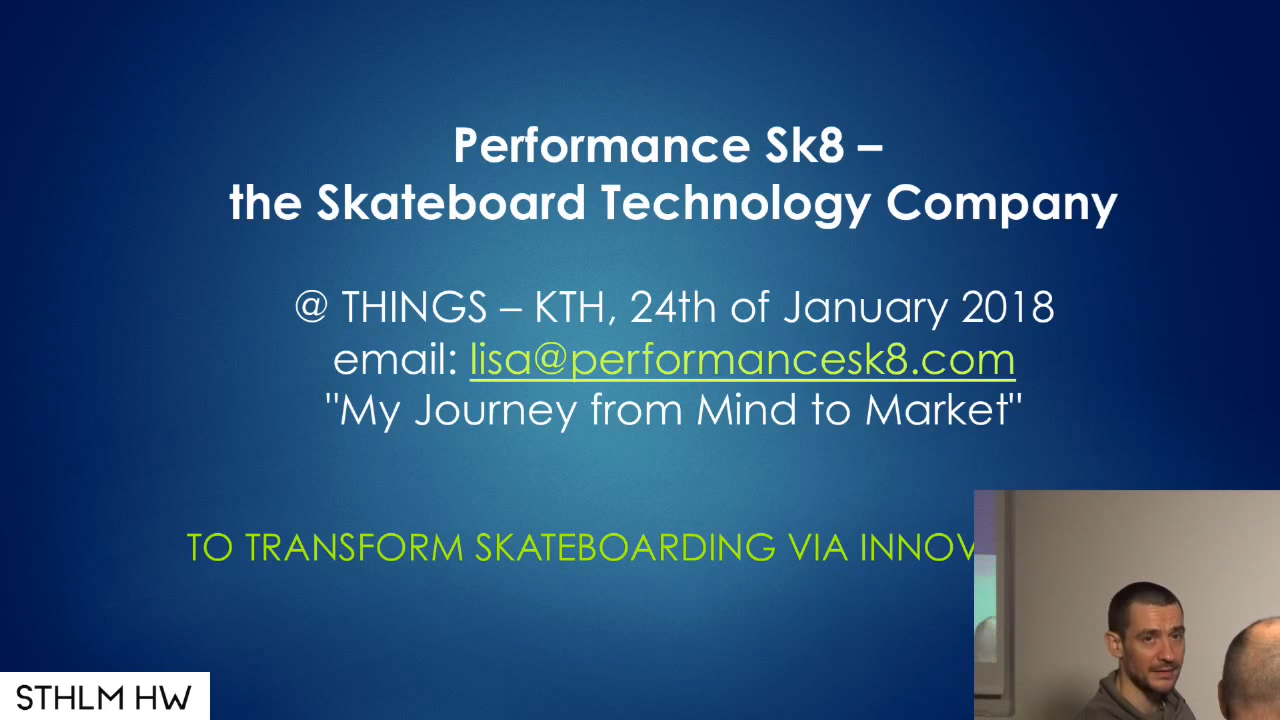 Performance Sk8 –
the Skateboard Technology Company
@ THINGS – KTH, 24th of January 2018
email: lisa@performancesk8.com
"My Journey from Mind to Market"
TO TRANSFORM SKATEBOARDING VIA INNOV
STHLM HW